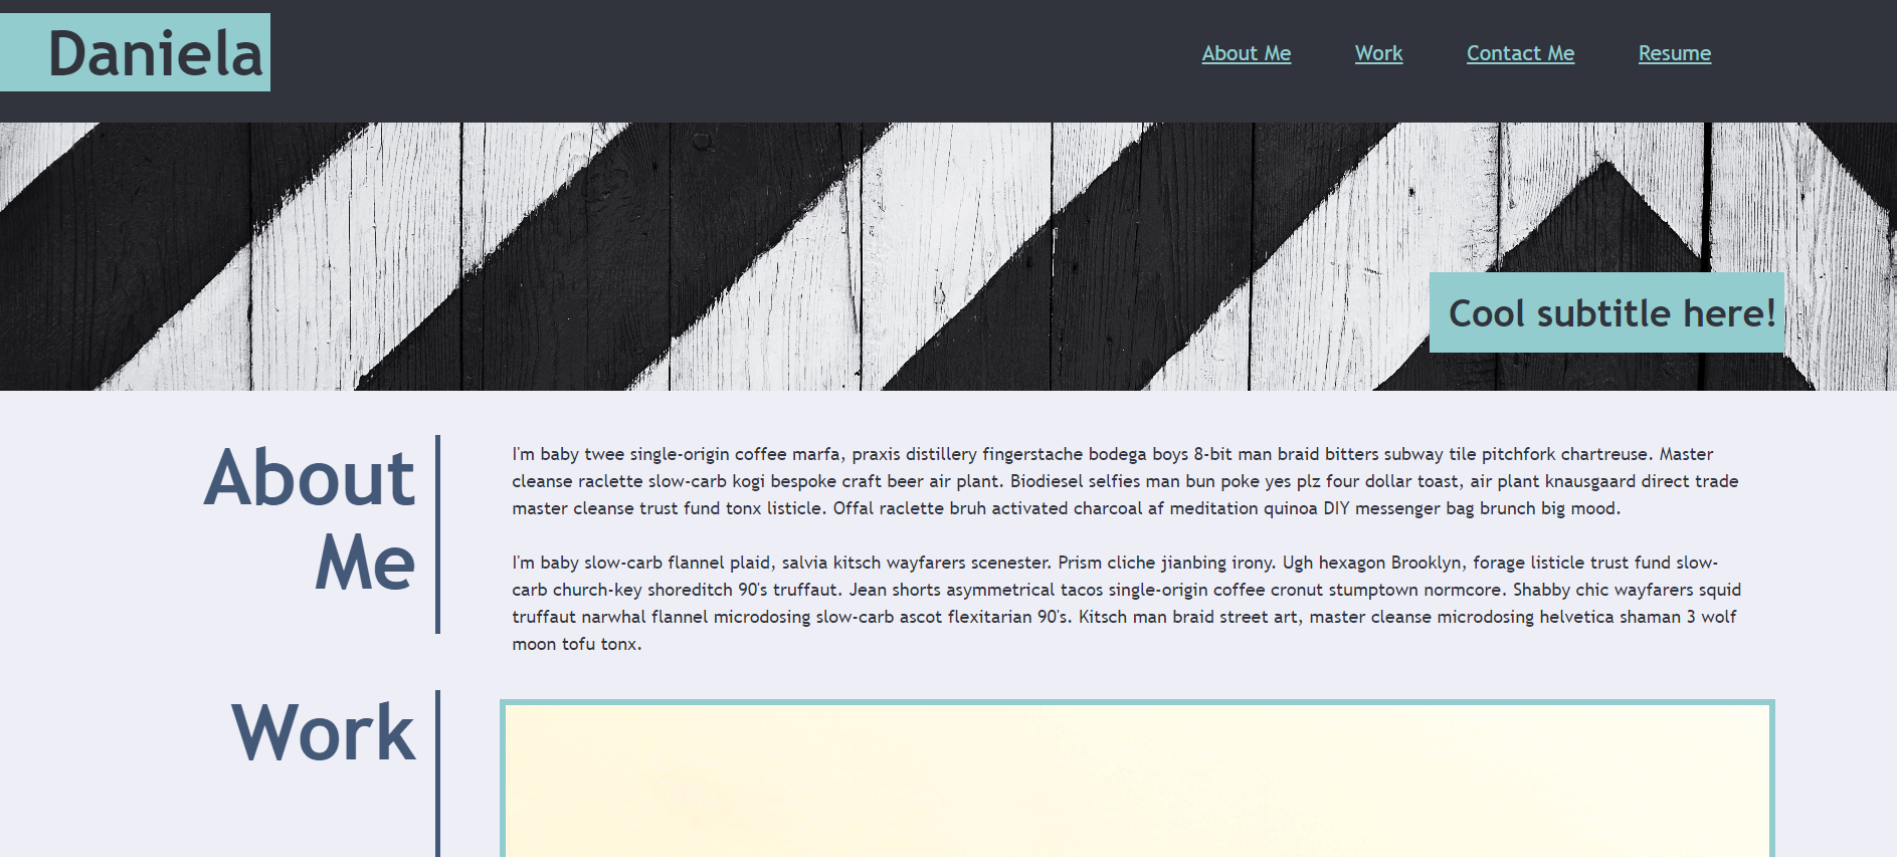 Daniela
About Me Work Contact Me Resume
Cool subtitle here!
About
Me
I'm baby twee single-origin coffee marfa, praxis distillery fingerstache bodega boys 8-bit man braid bitters subway tile pitchfork chartreuse. Master
cleanse raclette slow-carb kogi bespoke craft beer air plant. Biodiesel selfies man bun poke yes plz four dollar toast, air plant knausgaard direct trade
master cleanse trust fund tonx listicle. Offal raclette bruh activated charcoal af meditation quinoa DIY messenger bag brunch big mood.
I'm baby slow-carb flannel plaid, salvia kitsch wayfarers scenester. Prism cliche jianbing irony. Ugh hexagon Brooklyn, forage listicle trust fund slow-
carb church-key shoreditch 90's truffaut. Jean shorts asymmetrical tacos single-origin coffee cronut stumptown normcore. Shabby chic wayfarers squid
truffaut narwhal flannel microdosing slow-carb ascot flexitarian 90's. Kitsch man braid street art, master cleanse microdosing helvetica shaman 3 wolf
moon tofu tonx.
Work